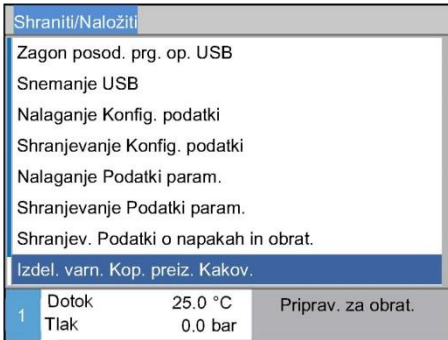 Shraniti/Naložiti
Zagon posod. prg. op. USB
Snemanje USB
Nalaganje Konfig. podatki
Shranjevanje Konfig. podatki
Nalaganje Podatki param.
Shranjevanje Podatki param.
Shranjev. Podatki o napakah in obrat.
Izdel. varn. Kop. preiz. Kakov.
1 Dotok 25.0 °C Priprav. za obrat.
Tlak 0.0 bar